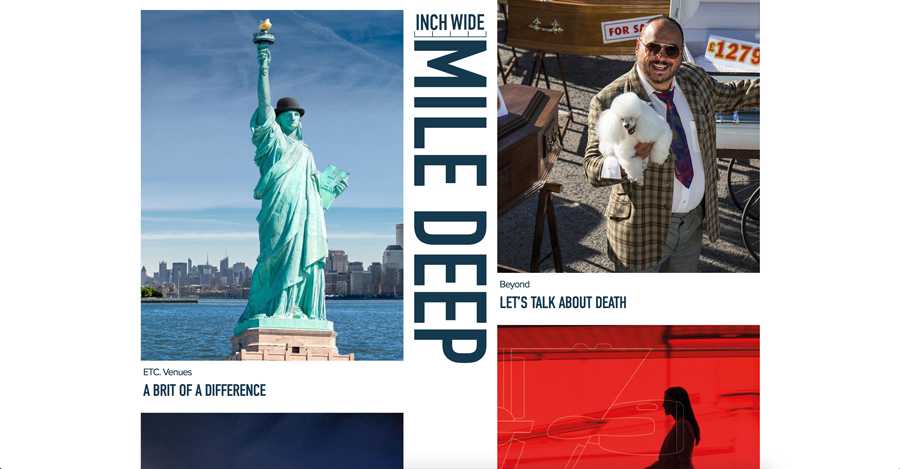 INCH WIDE
MILE DEEP
FOR SA
£1279
Beyond
LET'S TALK ABOUT DEATH
ETC. Venues
A BRIT OF A DIFFERENCE